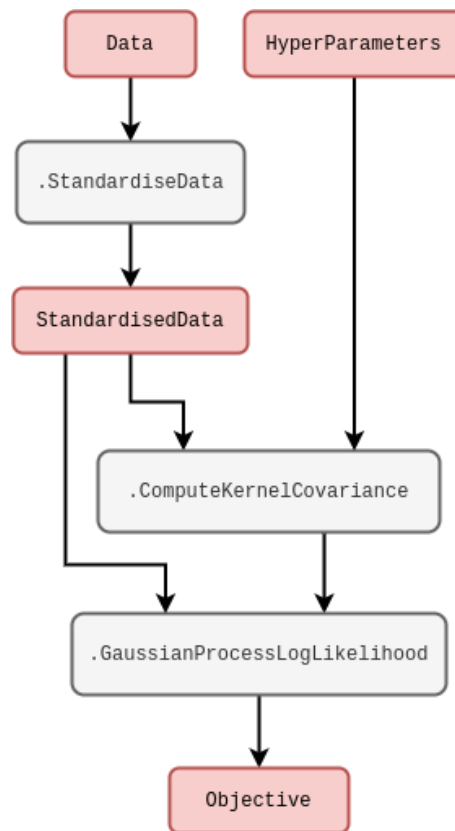 Data
HyperParameters
.StandardiseData
StandardisedData
.ComputeKernelCovariance
.GaussianProcessLogLikelihood
Objective